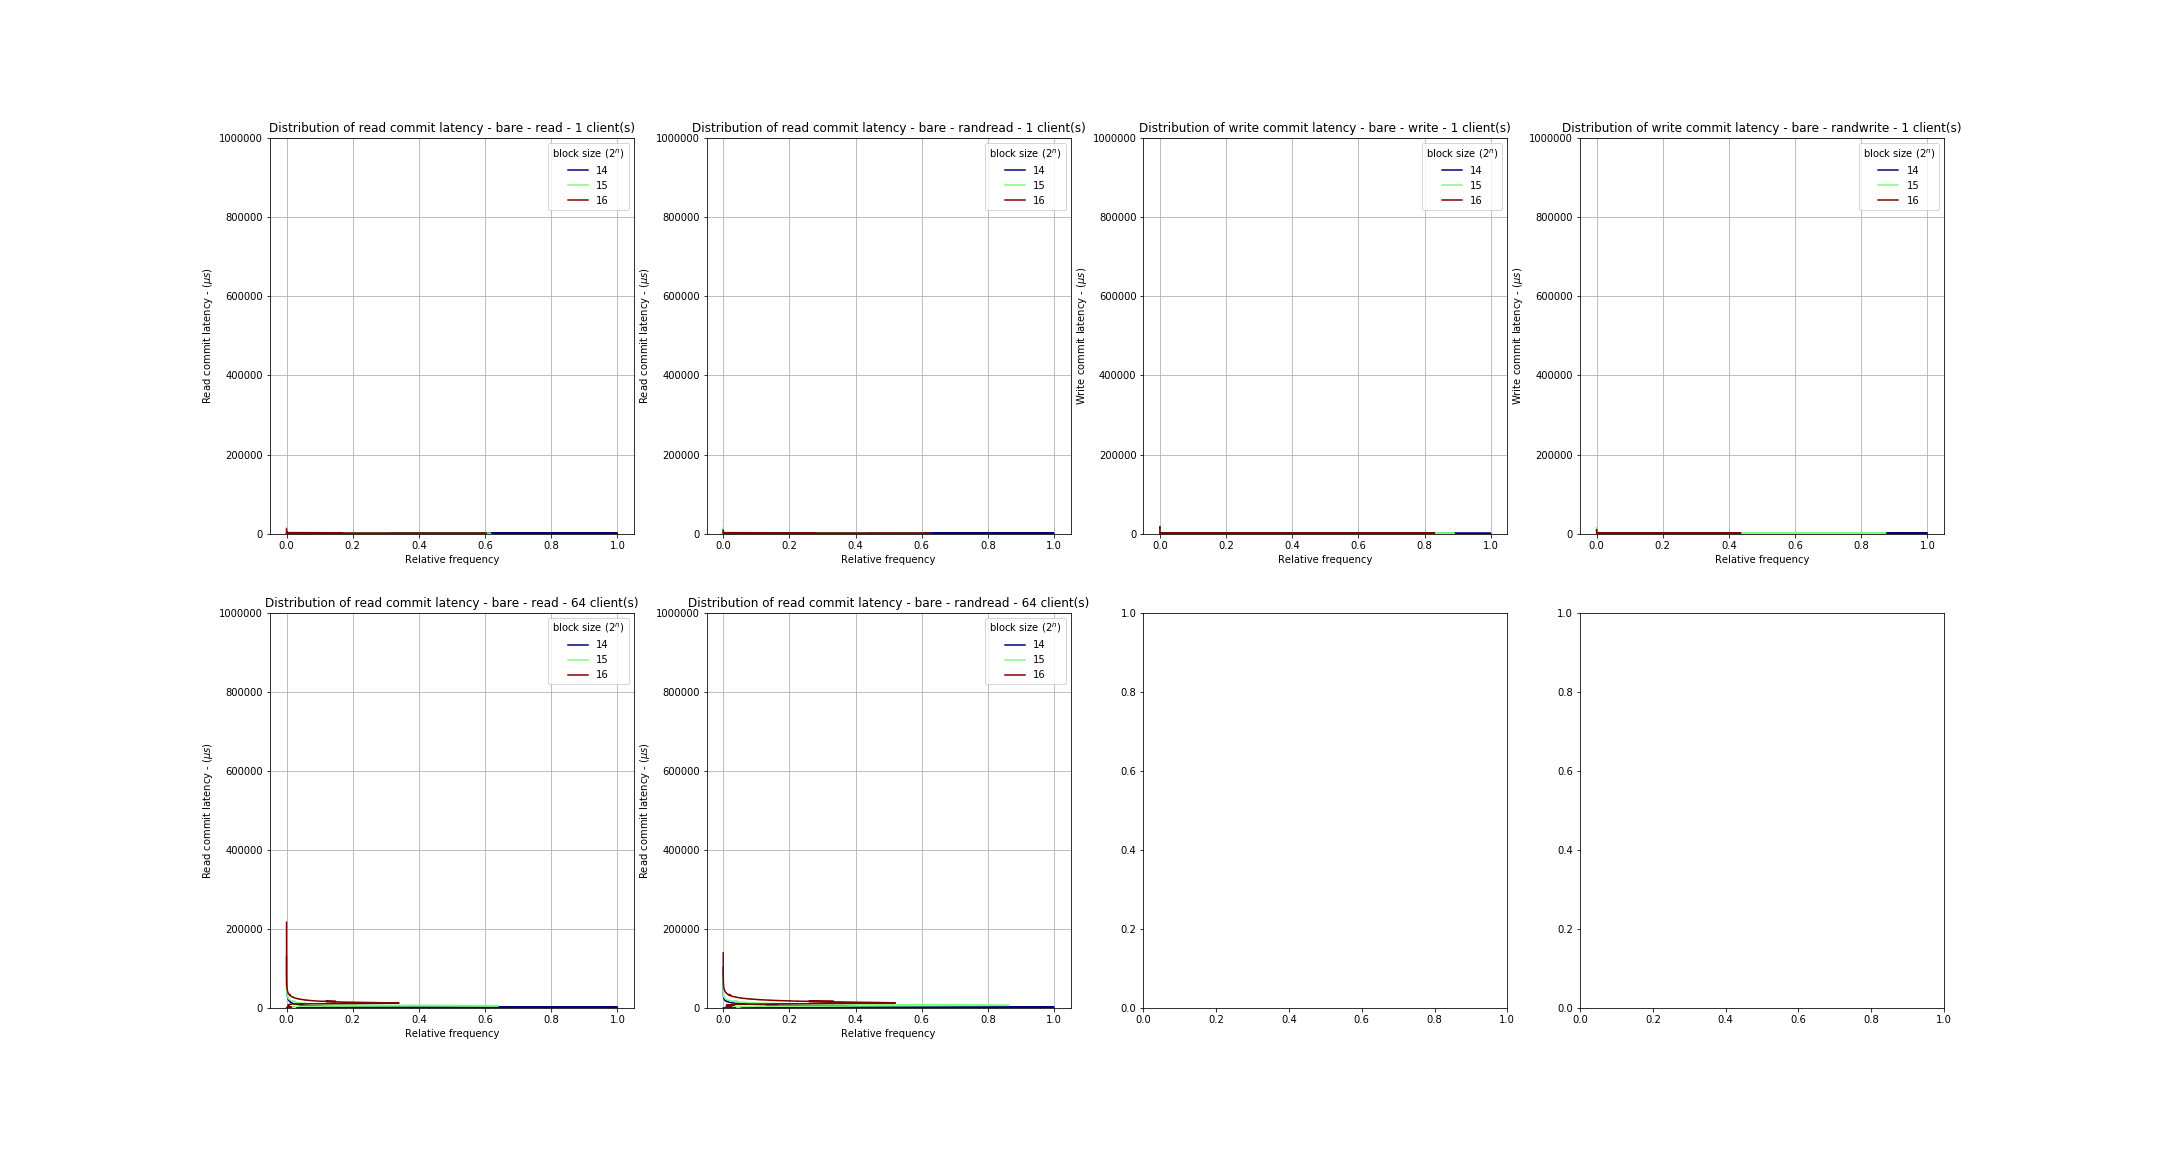 Distribution of read commit latency - bare - read - 1 client(s)
1000000
800000
600000
400000
200000
0
Read commit latency - (μs)
block size (2ⁿ)
14
15
16
0.0 0.2 0.4 0.6 0.8 1.0
Relative frequency
Distribution of read commit latency - bare - randread - 1 client(s)
1000000
800000
600000
400000
200000
0
Read commit latency - (μs)
block size (2ⁿ)
14
15
16
0.0 0.2 0.4 0.6 0.8 1.0
Relative frequency
Distribution of write commit latency - bare - write - 1 client(s)
1000000
800000
600000
400000
200000
0
Write commit latency - (μs)
block size (2ⁿ)
14
15
16
0.0 0.2 0.4 0.6 0.8 1.0
Relative frequency
Distribution of write commit latency - bare - randwrite - 1 client(s)
1000000
800000
600000
400000
200000
0
Write commit latency - (μs)
block size (2ⁿ)
14
15
16
0.0 0.2 0.4 0.6 0.8 1.0
Relative frequency
Distribution of read commit latency - bare - read - 64 client(s)
1000000
800000
600000
400000
200000
0
Read commit latency - (μs)
block size (2ⁿ)
14
15
16
0.0 0.2 0.4 0.6 0.8 1.0
Relative frequency
Distribution of read commit latency - bare - randread - 64 client(s)
1000000
800000
600000
400000
200000
0
Read commit latency - (μs)
block size (2ⁿ)
14
15
16
0.0 0.2 0.4 0.6 0.8 1.0
Relative frequency
1.0
0.8
0.6
0.4
0.2
0.0
0.0 0.2 0.4 0.6 0.8 1.0
1.0
0.8
0.6
0.4
0.2
0.0
0.0 0.2 0.4 0.6 0.8 1.0